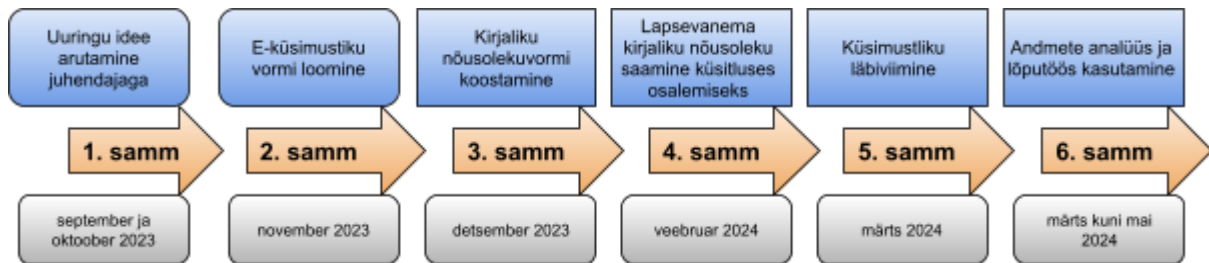 Uuringu idee
arutamine
juhendajaga
E-küsimustiku
vormi loomine
Kirjaliku
nõusolekuvormi
koostamine
Lapsevanema
kirjaliku nõusoleku
saamine küsitluses
osalemiseks
Küsimustliku
läbiviimine
Andmete analüüs ja
lõputöös kasutamine
1. samm
2. samm
3. samm
4. samm
5. samm
6. samm
september ja
oktoober 2023
november 2023
detsember 2023
veebruar 2024
märts 2024
märts kuni mai
2024